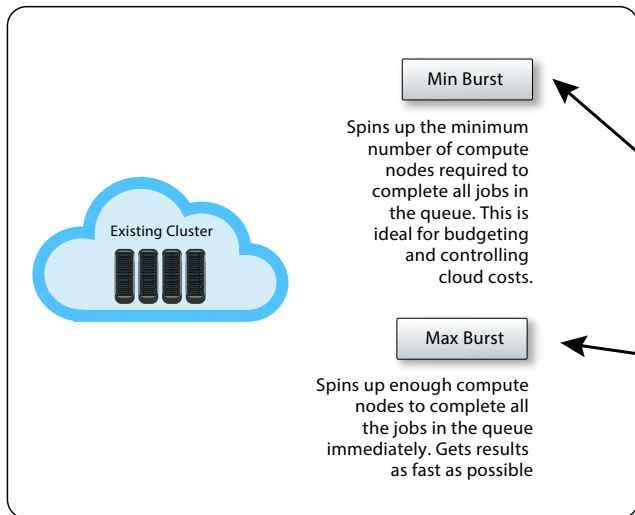 Min Burst
Spins up the minimum
number of compute
nodes required to
complete all jobs in
the queue. This is
ideal for budgeting
and controlling
cloud costs.
Existing Cluster
Max Burst
Spins up enough compute
nodes to complete all
the jobs in the queue
immediately. Gets results
as fast as possible